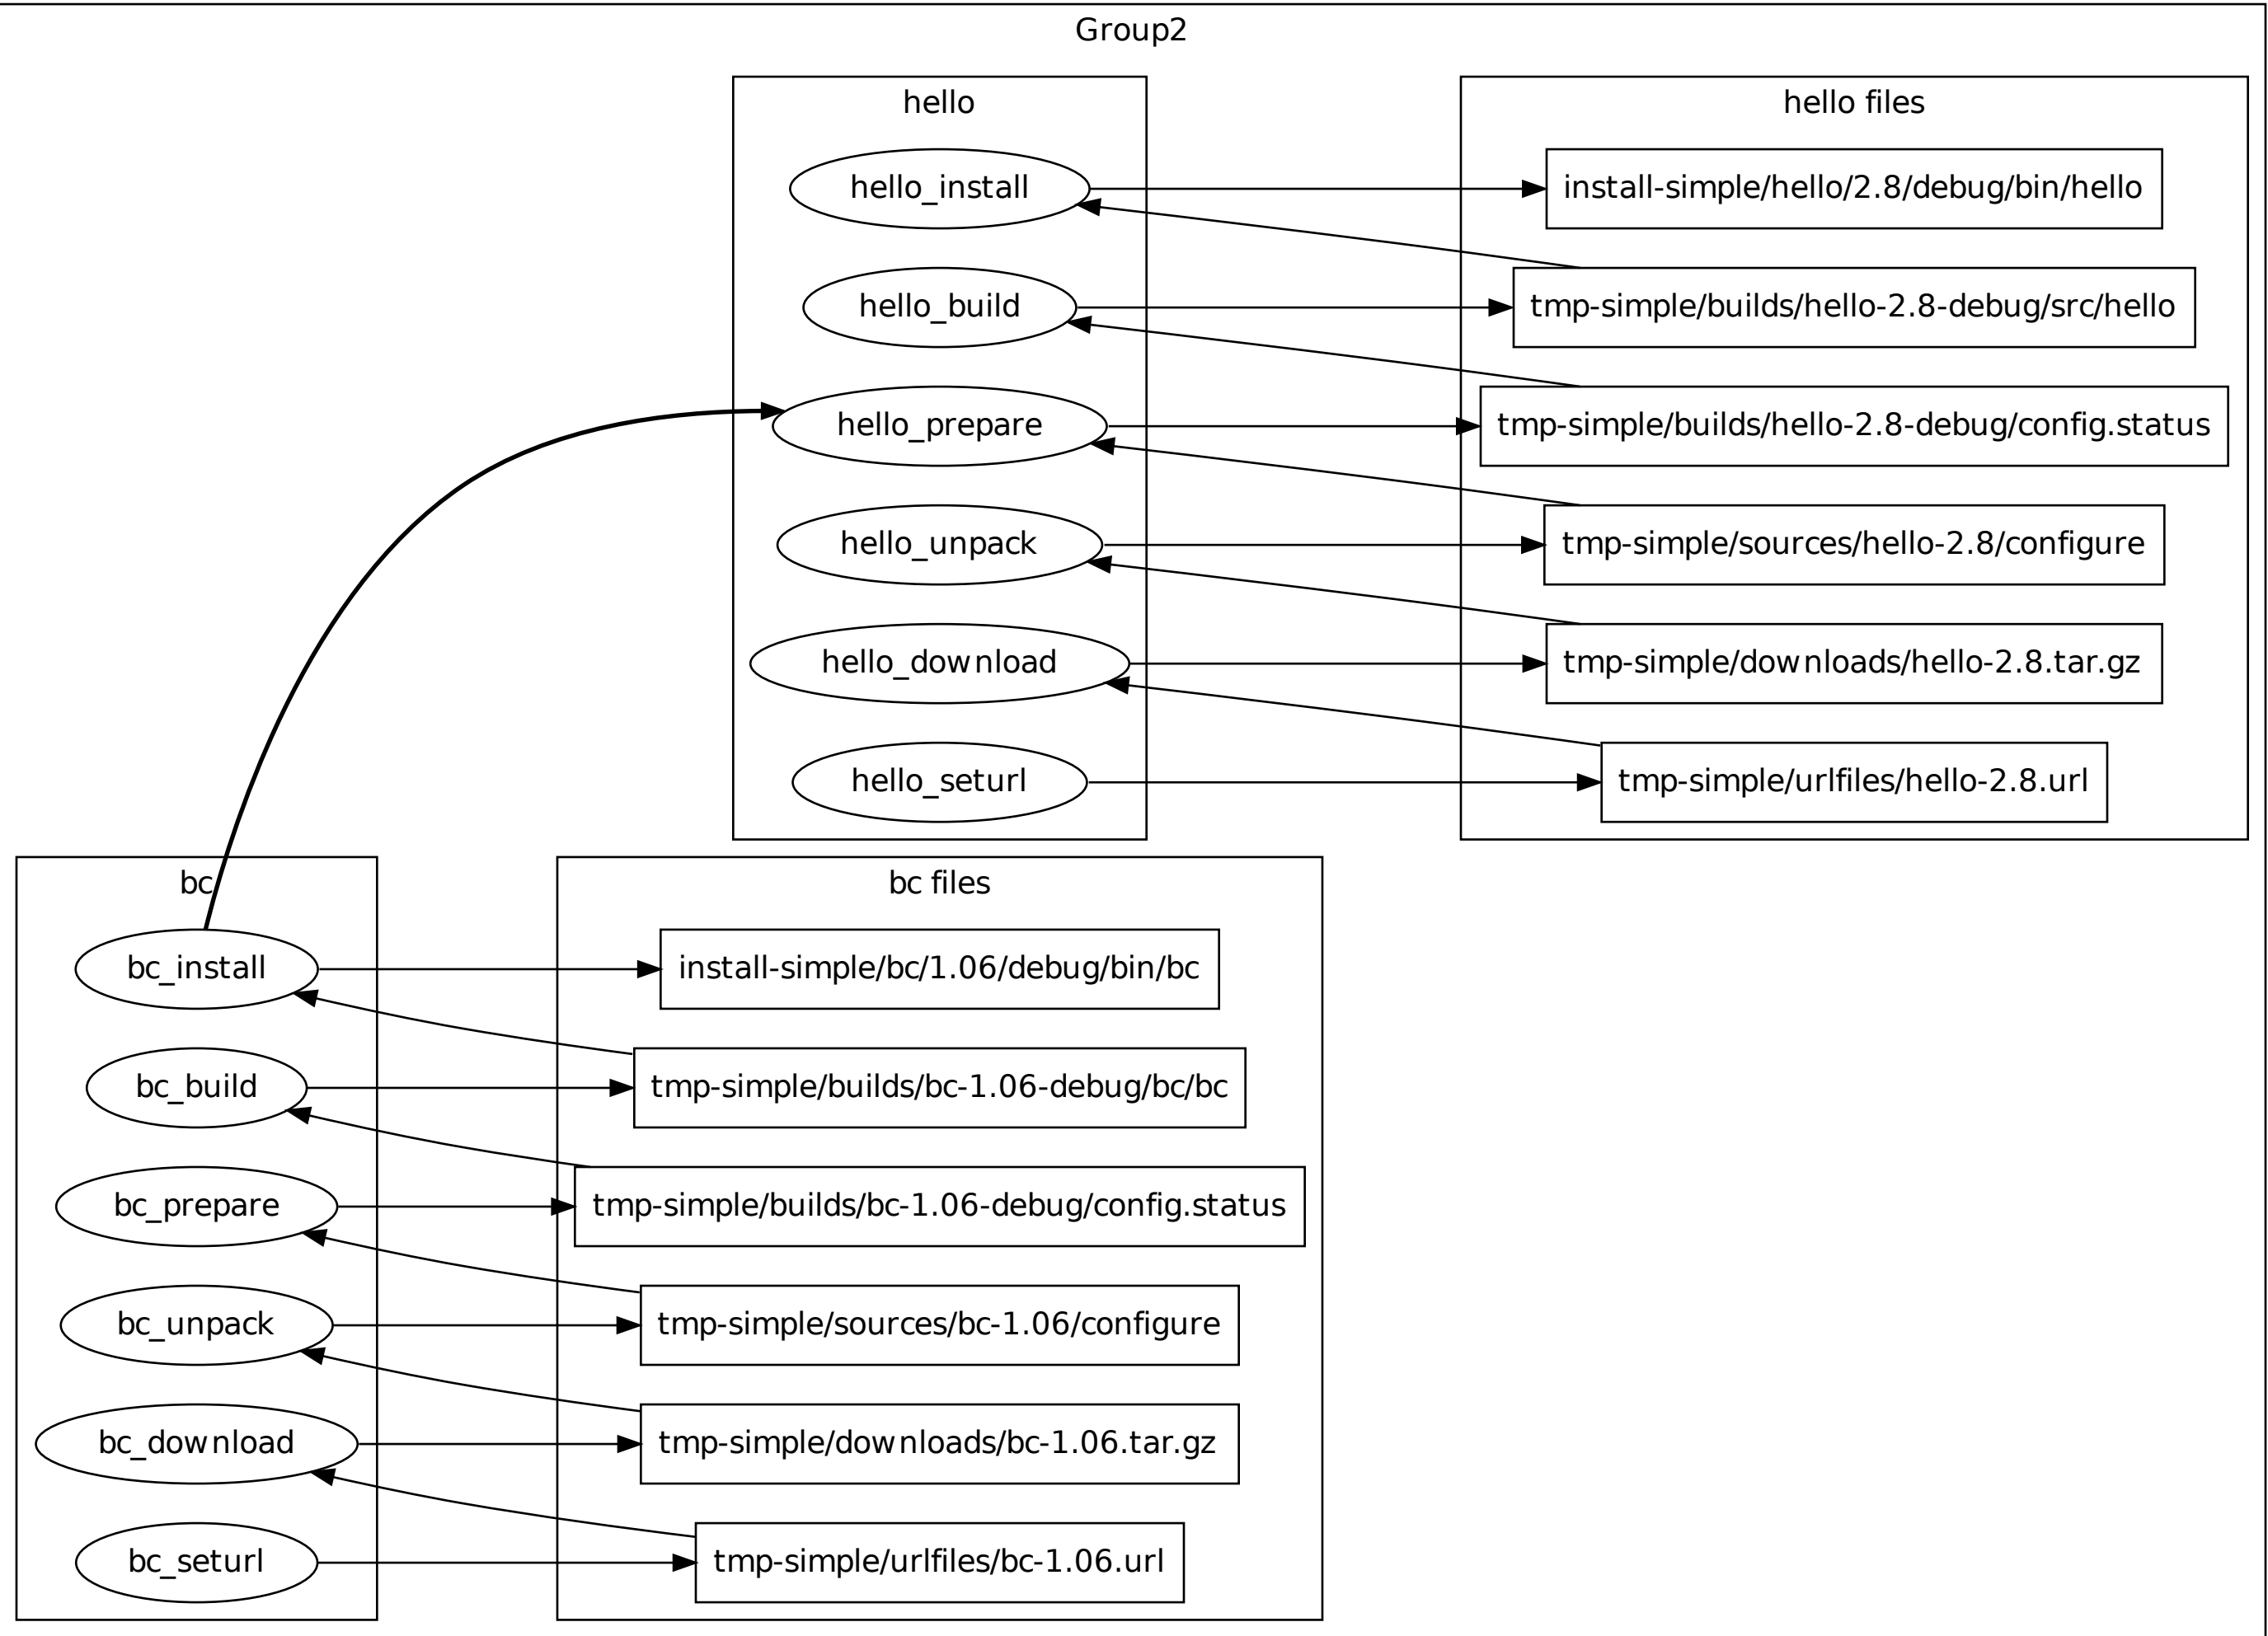 Group2
hello
hello_install
hello_build
hello_prepare
hello_unpack
hello_download
hello_seturl
hello files
install-simple/hello/2.8/debug/bin/hello
tmp-simple/builds/hello-2.8-debug/src/hello
tmp-simple/builds/hello-2.8-debug/config.status
tmp-simple/sources/hello-2.8/configure
tmp-simple/downloads/hello-2.8.tar.gz
tmp-simple/urlfiles/hello-2.8.url
bc
bc_install
bc_build
bc_prepare
bc_unpack
bc_download
bc_seturl
bc files
install-simple/bc/1.06/debug/bin/bc
tmp-simple/builds/bc-1.06-debug/bc/bc
tmp-simple/builds/bc-1.06-debug/config.status
tmp-simple/sources/bc-1.06/configure
tmp-simple/downloads/bc-1.06.tar.gz
tmp-simple/urlfiles/bc-1.06.url